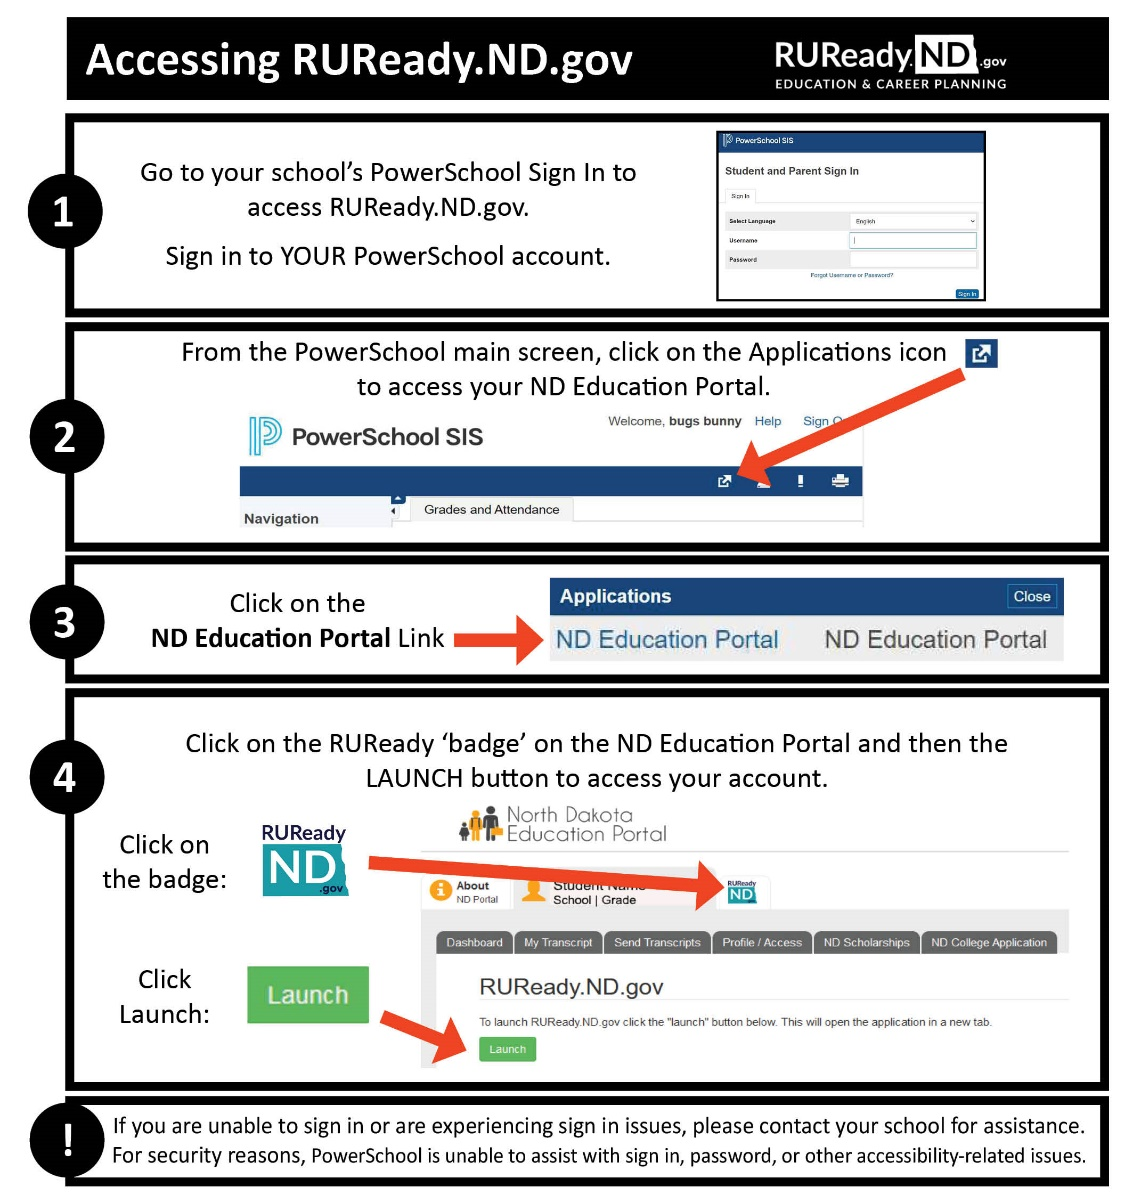 Accessing RUReady.ND.gov
RUReady.ND.gov
EDUCATION & CAREER PLANNING
1
Go to your school’s PowerSchool Sign In to
access RUReady.ND.gov.
Sign in to YOUR PowerSchool account.
PowerSchool SIS
Student and Parent Sign In
Sign In
Select Language
English
Username
Password
Forgot Username or Password?
Sign In
2
From the PowerSchool main screen, click on the Applications icon
to access your ND Education Portal.
Welcome, bugs bunny Help Sign
PowerSchool SIS
Navigation
Grades and Attendance
3
Click on the
ND Education Portal Link
Applications
Close
ND Education Portal ND Education Portal
4
Click on the RUReady ‘badge’ on the ND Education Portal and then the
LAUNCH button to access your account.
North Dakota
Education Portal
Click on
the badge:
RUReady
ND
.gov
About
ND Portal
Student Name
School | Grade
RUReady
ND
Dashboard My Transcript Send Transcripts Profile / Access ND Scholarships ND College Application
Click
Launch:
Launch
RUReady.ND.gov
To launch RUReady.ND.gov click the "launch" button below. This will open the application in a new tab.
Launch
!
If you are unable to sign in or are experiencing sign in issues, please contact your school for assistance.
For security reasons, PowerSchool is unable to assist with sign in, password, or other accessibility-related issues.